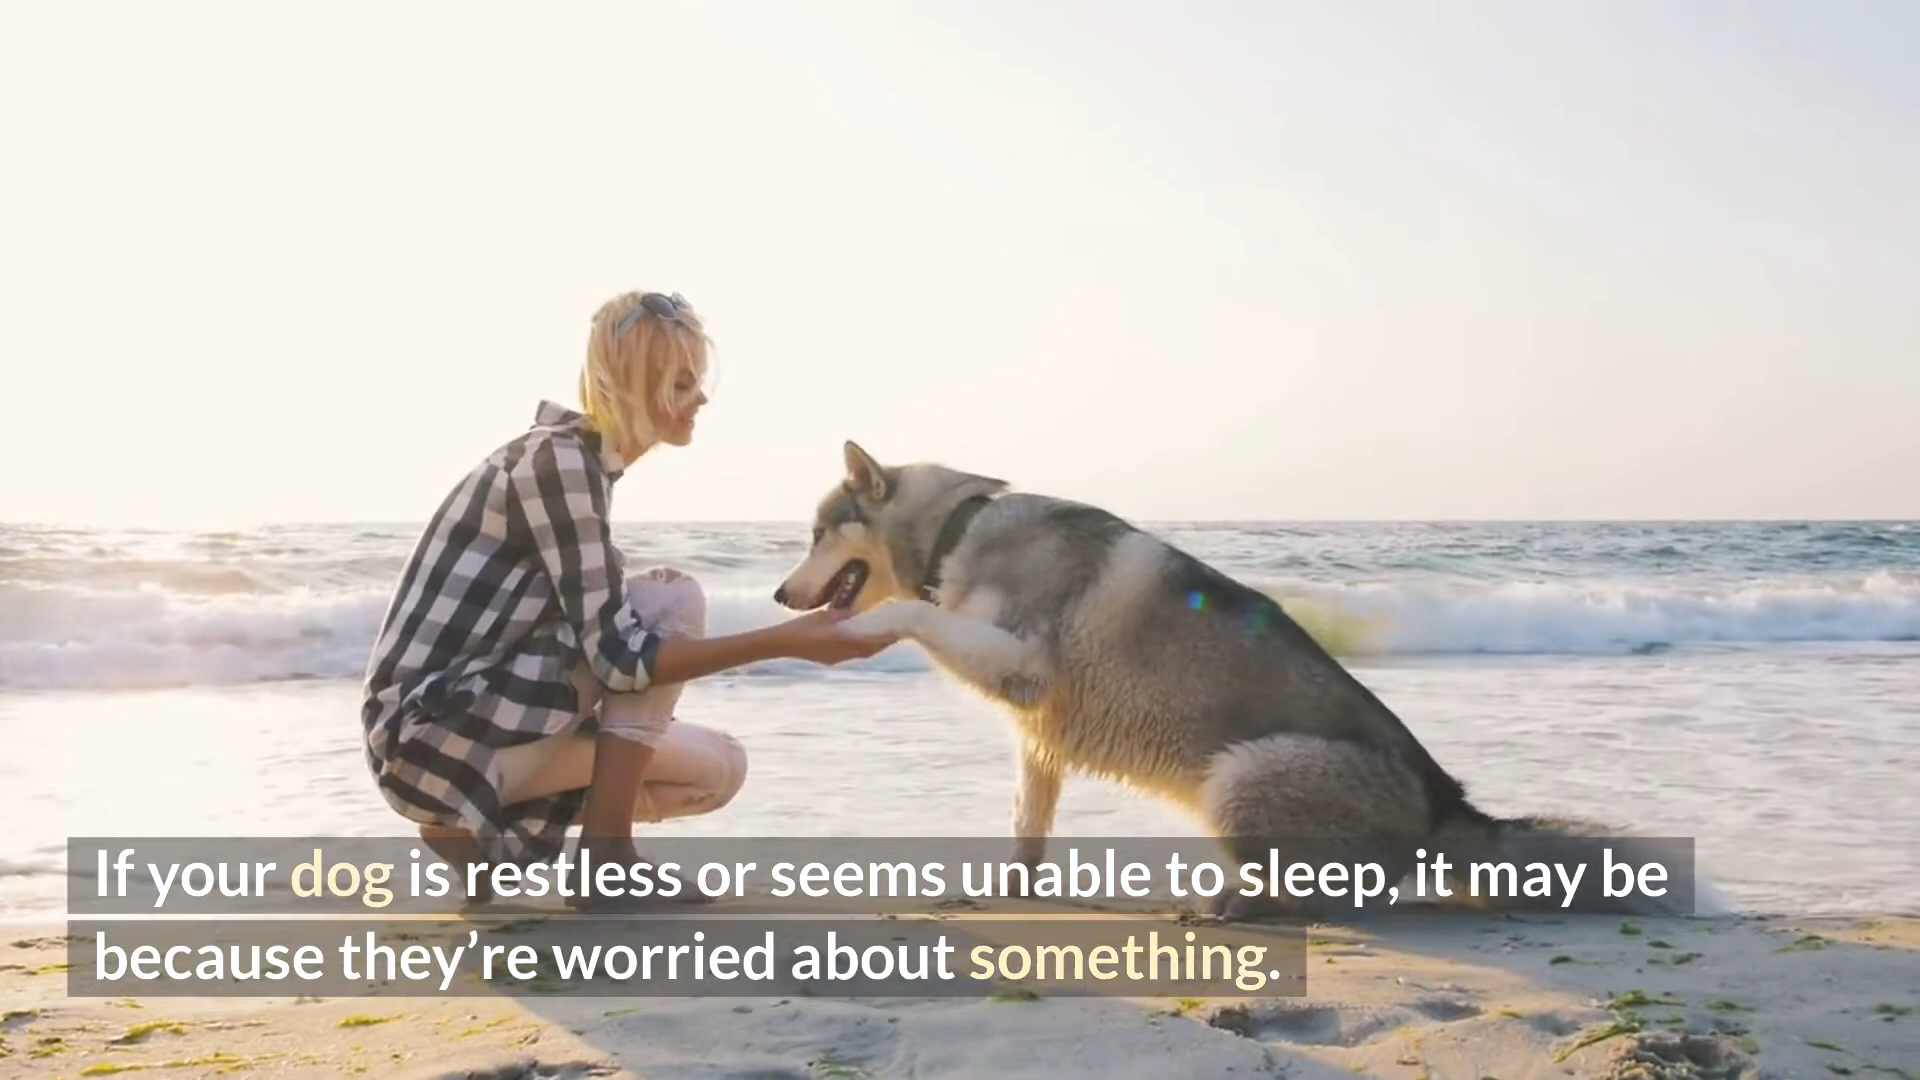 If your dog is restless or seems unable to sleep, it may be
because they’re worried about something.